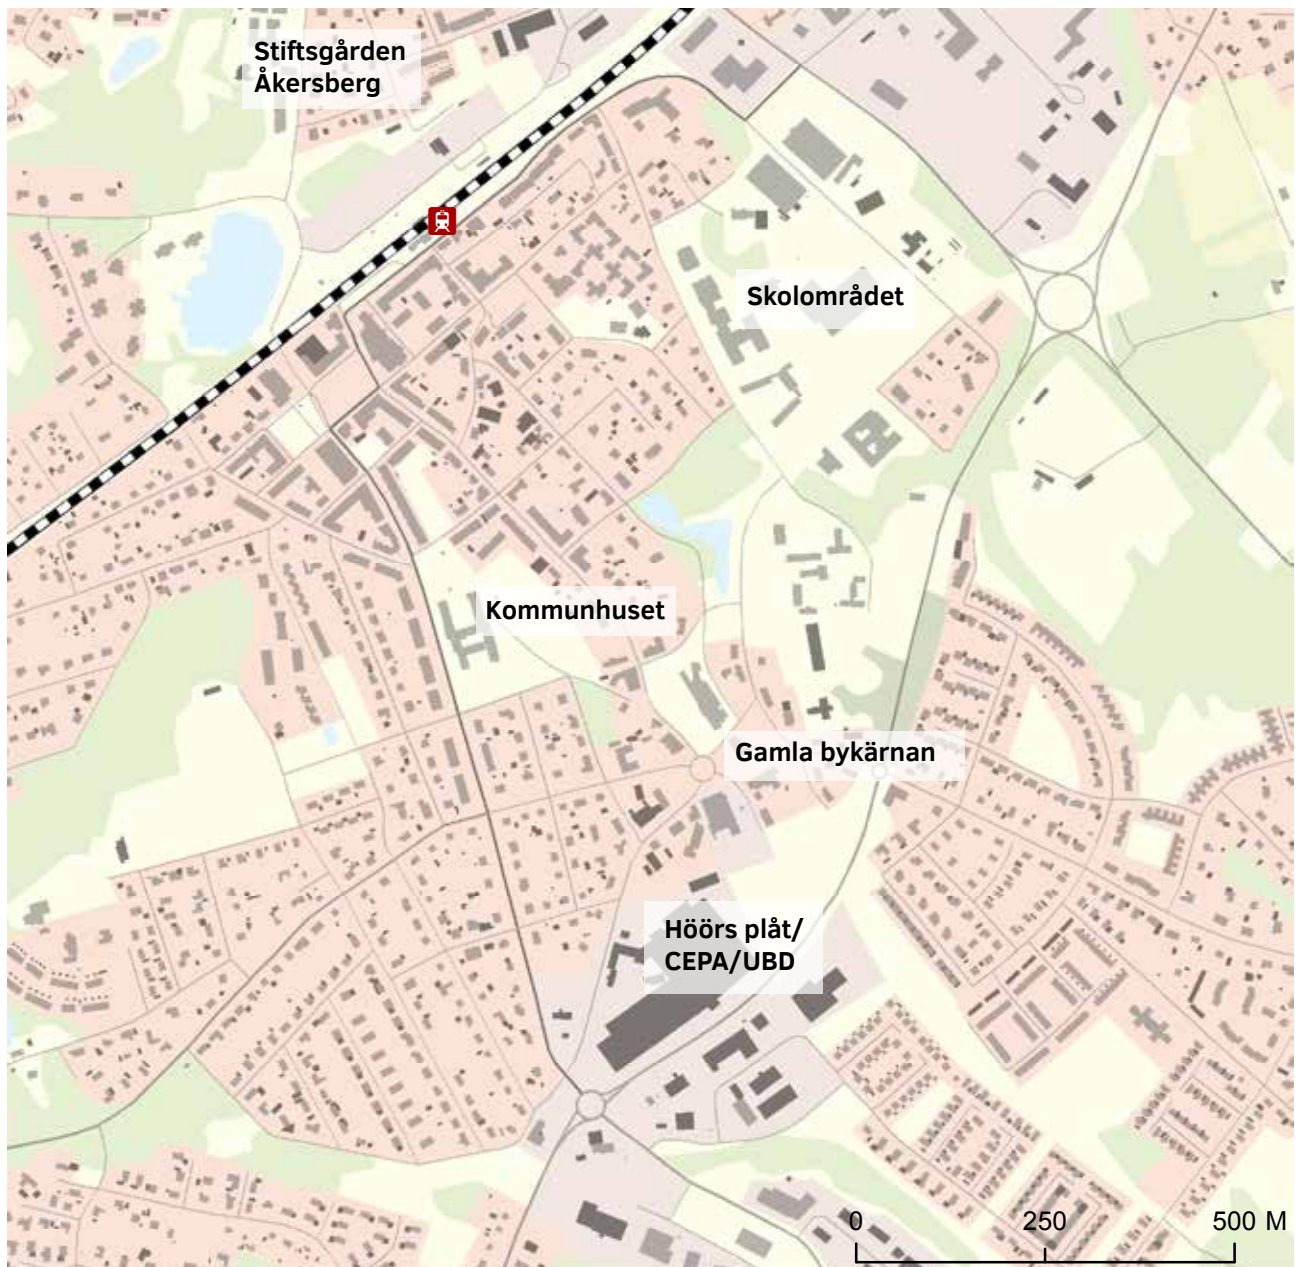 Stiftsgården
Åkersberg
Skolområdet
Kommunhuset
Gamla bykärnan
Höörs plåt/
CEPA/UBD
0 250 500 M